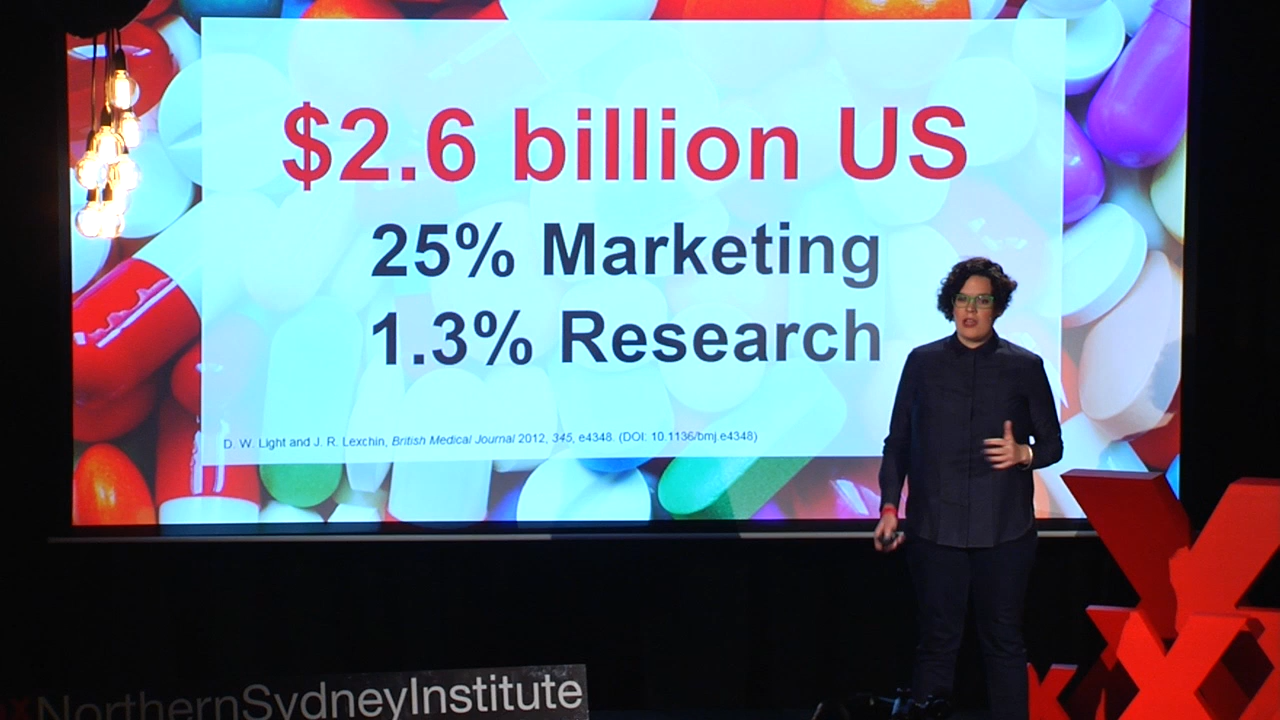 $2.6 billion US
25% Marketing
1.3% Research
D. W. Light and J. R. Lexchin, British Medical Journal 2012, 345, e4348. (DOI: 10.1136/bmj.e4348)
x NorthernSydneyInstitute